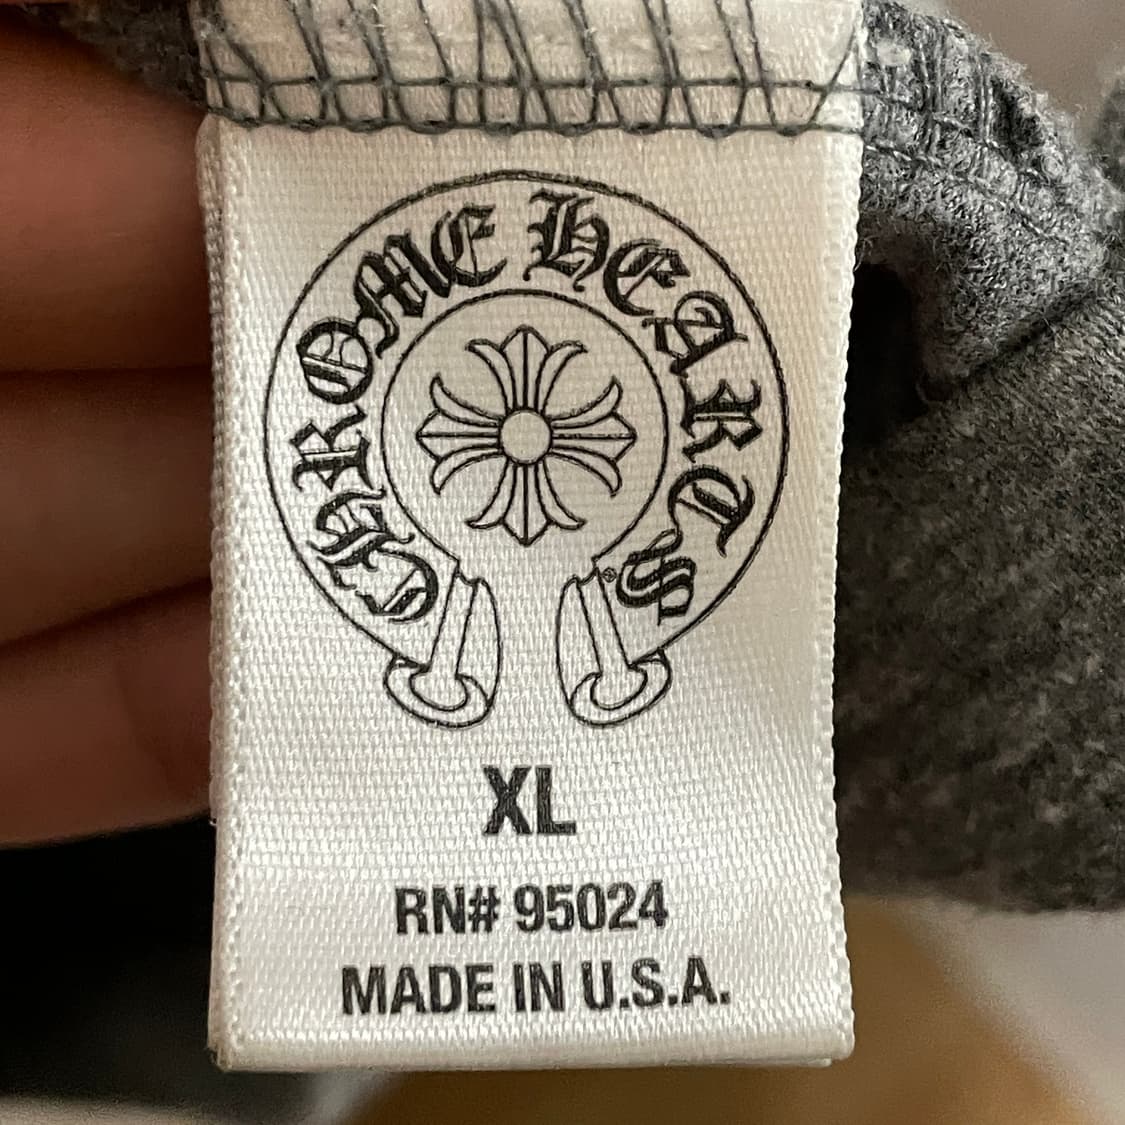 CHROME HEARTS
®
XL
RN# 95024
MADE IN U.S.A.